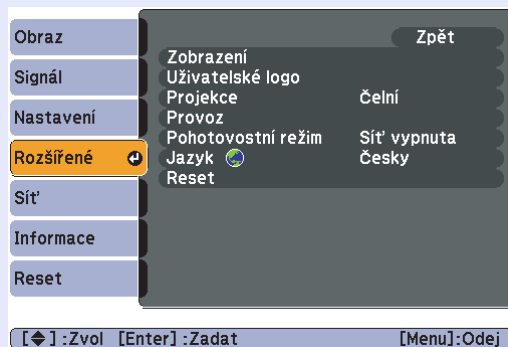 Obraz
Signál
Nastavení
Rozšířené
Síť
Informace
Reset
Zpět
Zobrazení
Uživatelské logo
Projekce Čelní
Provoz
Pohotovostní režim Síť vypnuta
Jazyk Česky
Reset
[◆] :Zvol [Enter] :Zadat [Menu]:Odej